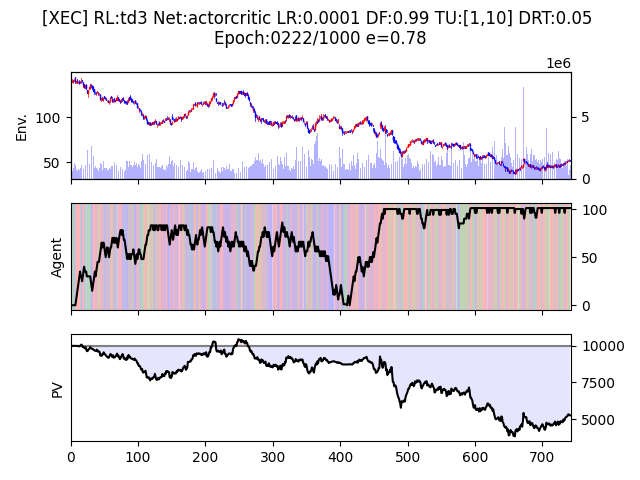 [XEC] RL:td3 Net:actorcritic LR:0.0001 DF:0.99 TU:[1,10] DRT:0.05
Epoch:0222/1000 e=0.78
1e6
Env.
100
50
5
0
Agent
100
50
0
PV
10000
7500
5000
0 100 200 300 400 500 600 700